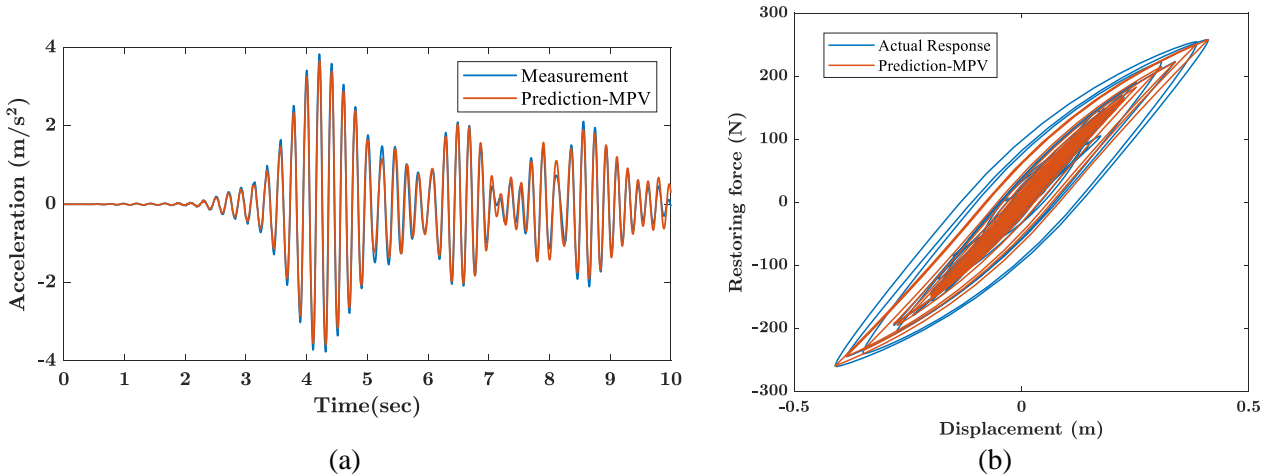 4
2
0
-2
-4
0 1 2 3 4 5 6 7 8 9 10
Acceleration (m/s²)
Time(sec)
Measurement
Prediction-MPV
(a)
300
200
100
0
-100
-200
-300
-0.5 0 0.5
Restoring force (N)
Displacement (m)
Actual Response
Prediction-MPV
(b)